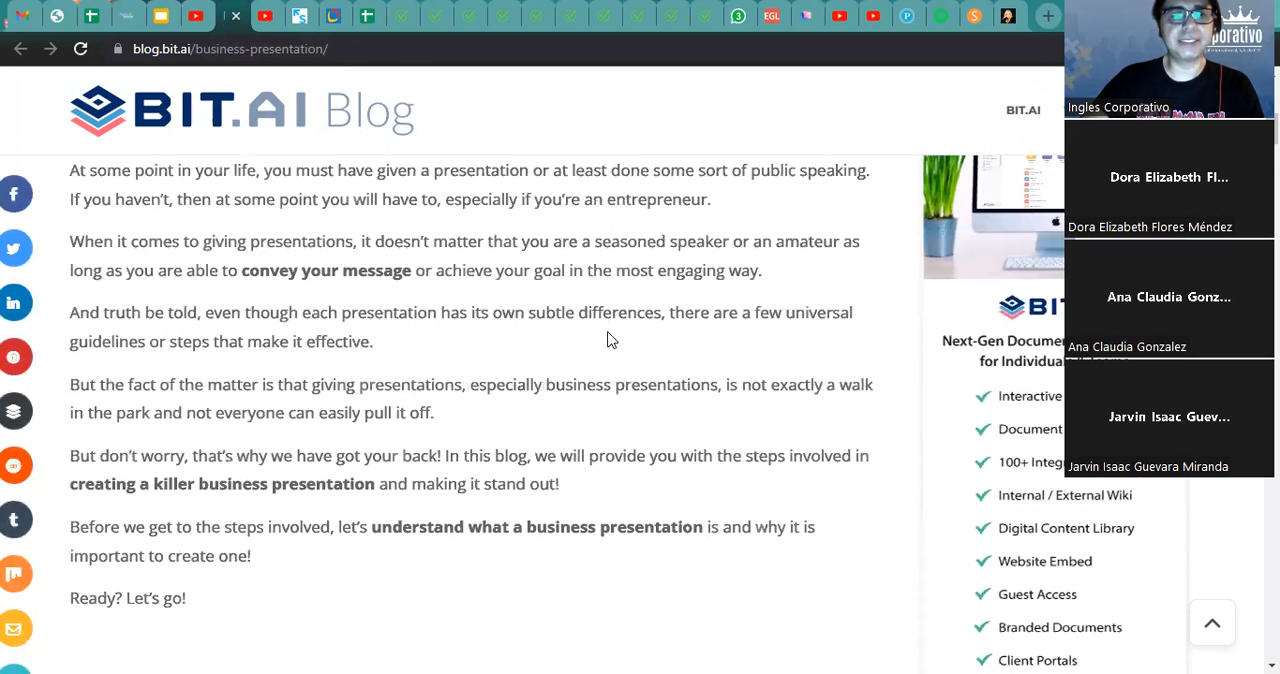 3
EGL
P
S
blog.bit.ai/business-presentation/
BIT.AI Blog
BIT.AI
At some point in your life, you must have given a presentation or at least done some sort of public speaking.
If you haven't, then at some point you will have to, especially if you're an entrepreneur.
When it comes to giving presentations, it doesn't matter that you are a seasoned speaker or an amateur as
long as you are able to convey your message or achieve your goal in the most engaging way.
And truth be told, even though each presentation has its own subtle differences, there are a few universal
guidelines or steps that make it effective.
But the fact of the matter is that giving presentations, especially business presentations, is not exactly a walk
in the park and not everyone can easily pull it off.
But don't worry, that's why we have got your back! In this blog, we will provide you with the steps involved in
creating a killer business presentation and making it stand out!
Before we get to the steps involved, let's understand what a business presentation is and why it is
important to create one!
Ready? Let's go!
Next-Gen Docum
for Individual
Interactive
Document
100+ Integ
Internal / External Wiki
Digital Content Library
Website Embed
Guest Access
Branded Documents
Client Portals
porativo
Ingles Corporativo
Dora Elizabeth Fl...
Dora Elizabeth Flores Méndez
Ana Claudia Gonz...
Ana Claudia Gonzalez
Jarvin Isaac Guev...
Jarvin Isaac Guevara Miranda